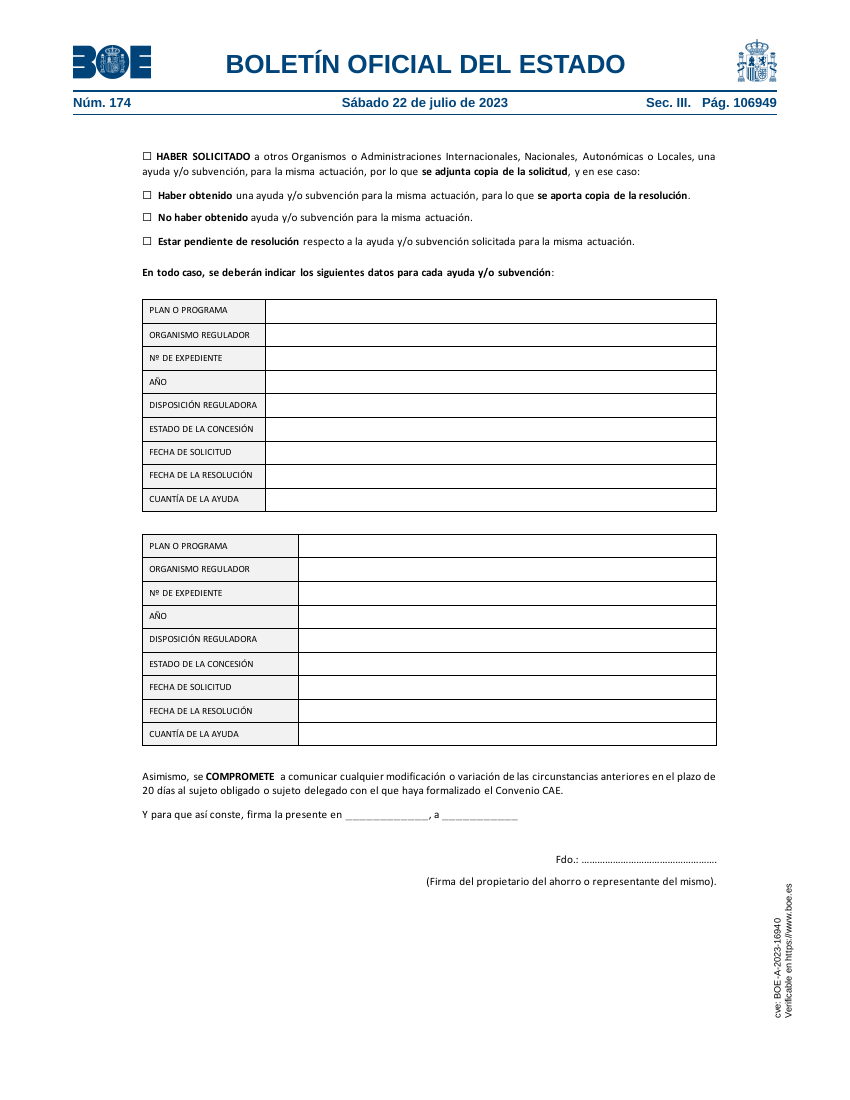 BOE
BOLETÍN OFICIAL DEL ESTADO
Núm. 174
Sábado 22 de julio de 2023
Sec. III. Pág. 106949
☐ HABER SOLICITADO a otros Organismos o Administraciones Internacionales, Nacionales, Autonómicas o Locales, una
ayuda y/o subvención, para la misma actuación, por lo que se adjunta copia de la solicitud, y en ese caso:
☐ Haber obtenido una ayuda y/o subvención para la misma actuación, para lo que se aporta copia de la resolución.
☐ No haber obtenido ayuda y/o subvención para la misma actuación.
☐ Estar pendiente de resolución respecto a la ayuda y/o subvención solicitada para la misma actuación.
En todo caso, se deberán indicar los siguientes datos para cada ayuda y/o subvención:
PLAN O PROGRAMA
ORGANISMO REGULADOR
Nº DE EXPEDIENTE
AÑO
DISPOSICIÓN REGULADORA
ESTADO DE LA CONCESIÓN
FECHA DE SOLICITUD
FECHA DE LA RESOLUCIÓN
CUANTÍA DE LA AYUDA
PLAN O PROGRAMA
ORGANISMO REGULADOR
Nº DE EXPEDIENTE
AÑO
DISPOSICIÓN REGULADORA
ESTADO DE LA CONCESIÓN
FECHA DE SOLICITUD
FECHA DE LA RESOLUCIÓN
CUANTÍA DE LA AYUDA
Asimismo, se COMPROMETE a comunicar cualquier modificación o variación de las circunstancias anteriores en el plazo de
20 días al sujeto obligado o sujeto delegado con el que haya formalizado el Convenio CAE.
Y para que así conste, firma la presente en ____________, a ___________
Fdo.: …………………………………………
(Firma del propietario del ahorro o representante del mismo).
cve: BOE-A-2023-16940
Verificable en https://www.boe.es